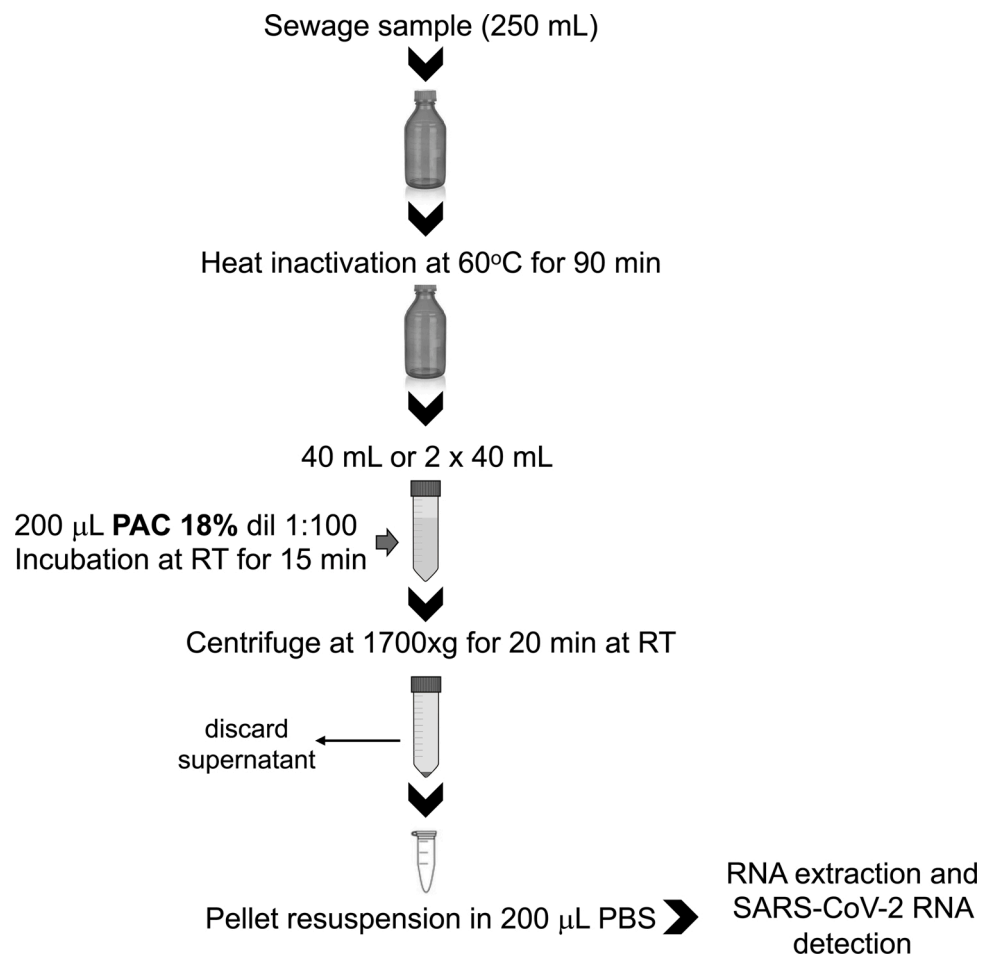 Sewage sample (250 mL)
Heat inactivation at 60ºC for 90 min
40 mL or 2 x 40 mL
200 μL PAC 18% dil 1:100
Incubation at RT for 15 min
Centrifuge at 1700xg for 20 min at RT
discard
supernatant
Pellet resuspension in 200 μL PBS
RNA extraction and
SARS-CoV-2 RNA
detection